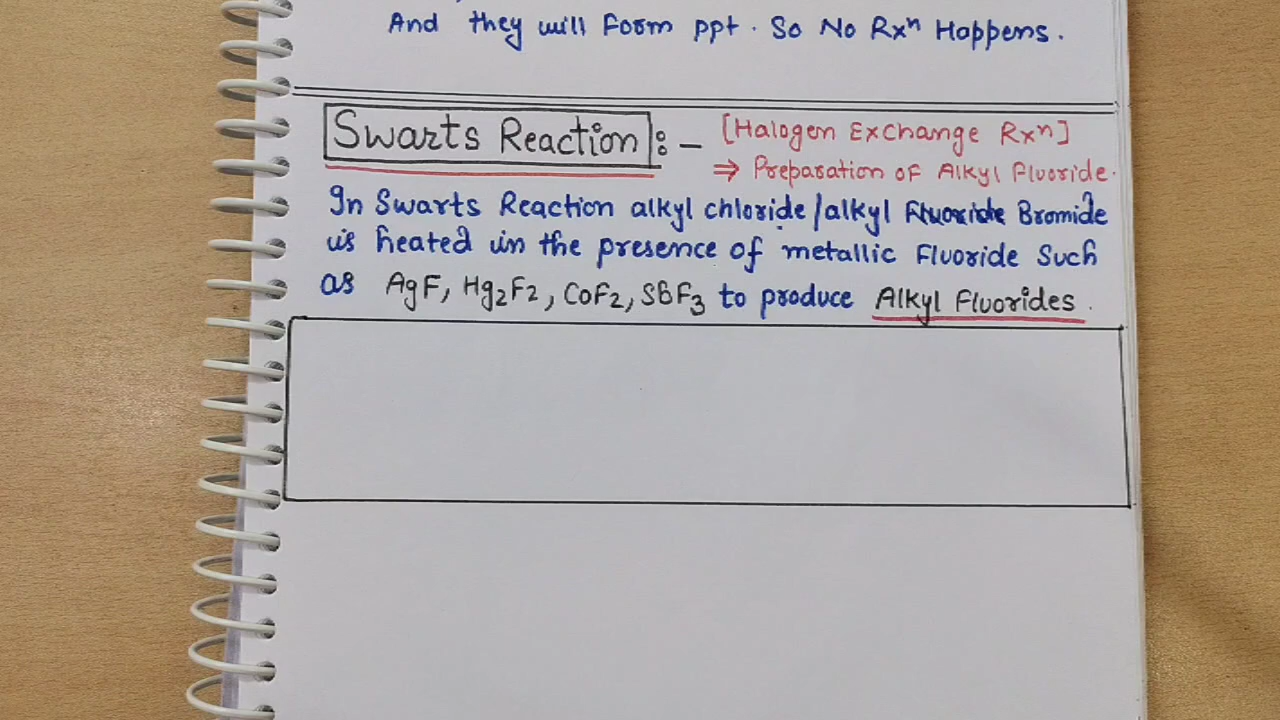 And they will Form ppt. So No Rxⁿ Happens.
Swarts Reaction:- [Halogen Exchange Rxⁿ]
⇒ Preparation of Alkyl Fluoride.
In Swarts Reaction alkyl chloride/alkyl Bromide
is heated in the presence of metallic Fluoride Such
as AgF, Hg₂F₂, CoF₂, SbF₃ to produce Alkyl Fluorides.